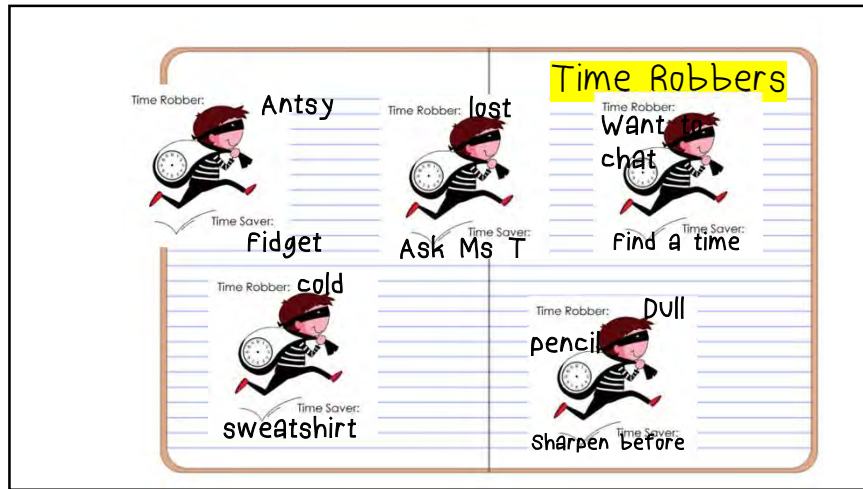 Time Robbers
Time Robber: Antsy
Time Saver:
Fidget
Time Robber: lost
Time Saver:
Ask Ms T
Time Robber:
Want to
chat
Time Saver:
Find a time
Time Robber: cold
Time Saver:
sweatshirt
Time Robber: Dull
pencil
Time Saver:
Sharpen before